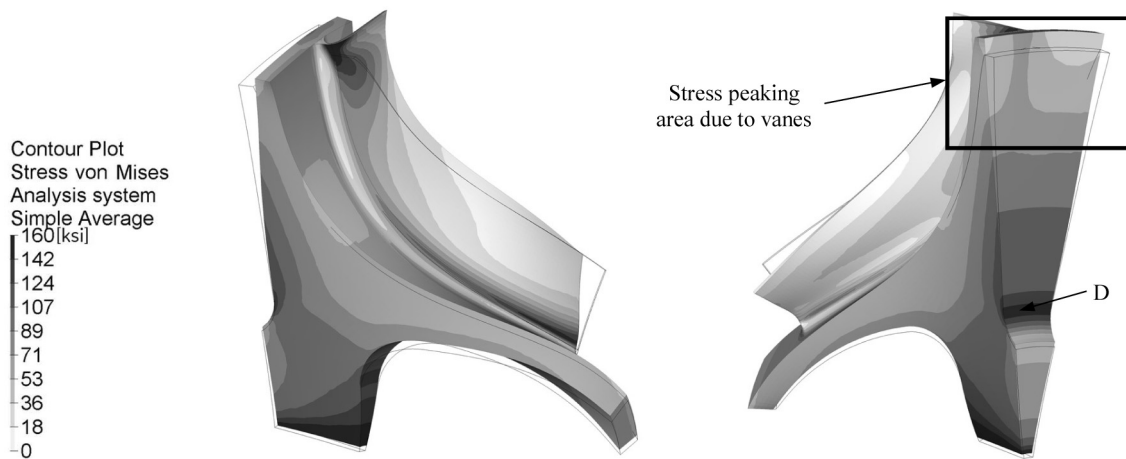 Stress peaking
area due to vanes
Contour Plot
Stress von Mises
Analysis system
Simple Average
160[ksi]
142
124
107
89
71
53
36
18
0
D